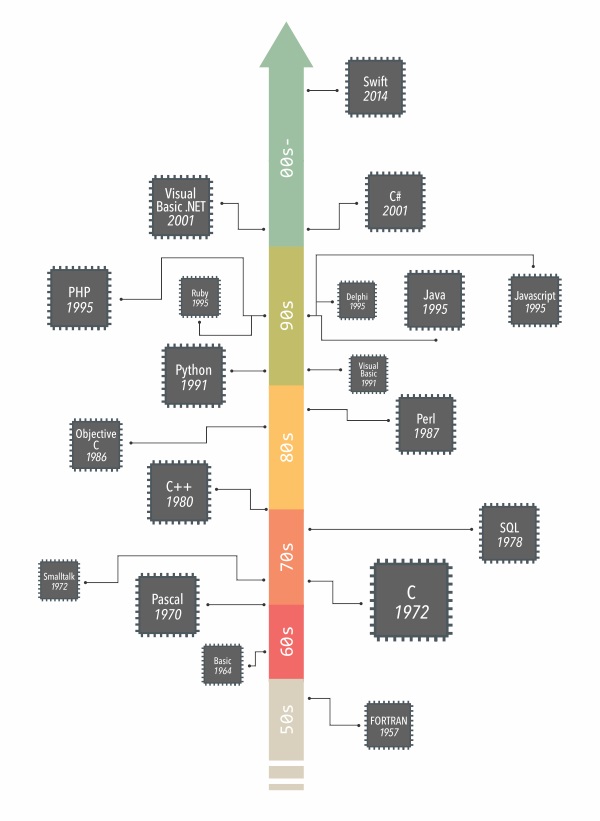 Swift
2014
00s-
Visual
Basic .NET
2001
C#
2001
PHP
1995
Ruby
1995
90s
Delphi
1995
Java
1995
Javascript
1995
Python
1991
Visual
Basic
1991
Perl
1987
Objective
C
1986
80s
C++
1980
SQL
1978
70s
Smalltalk
1972
C
1972
Pascal
1970
60s
Basic
1964
50s
FORTRAN
1957